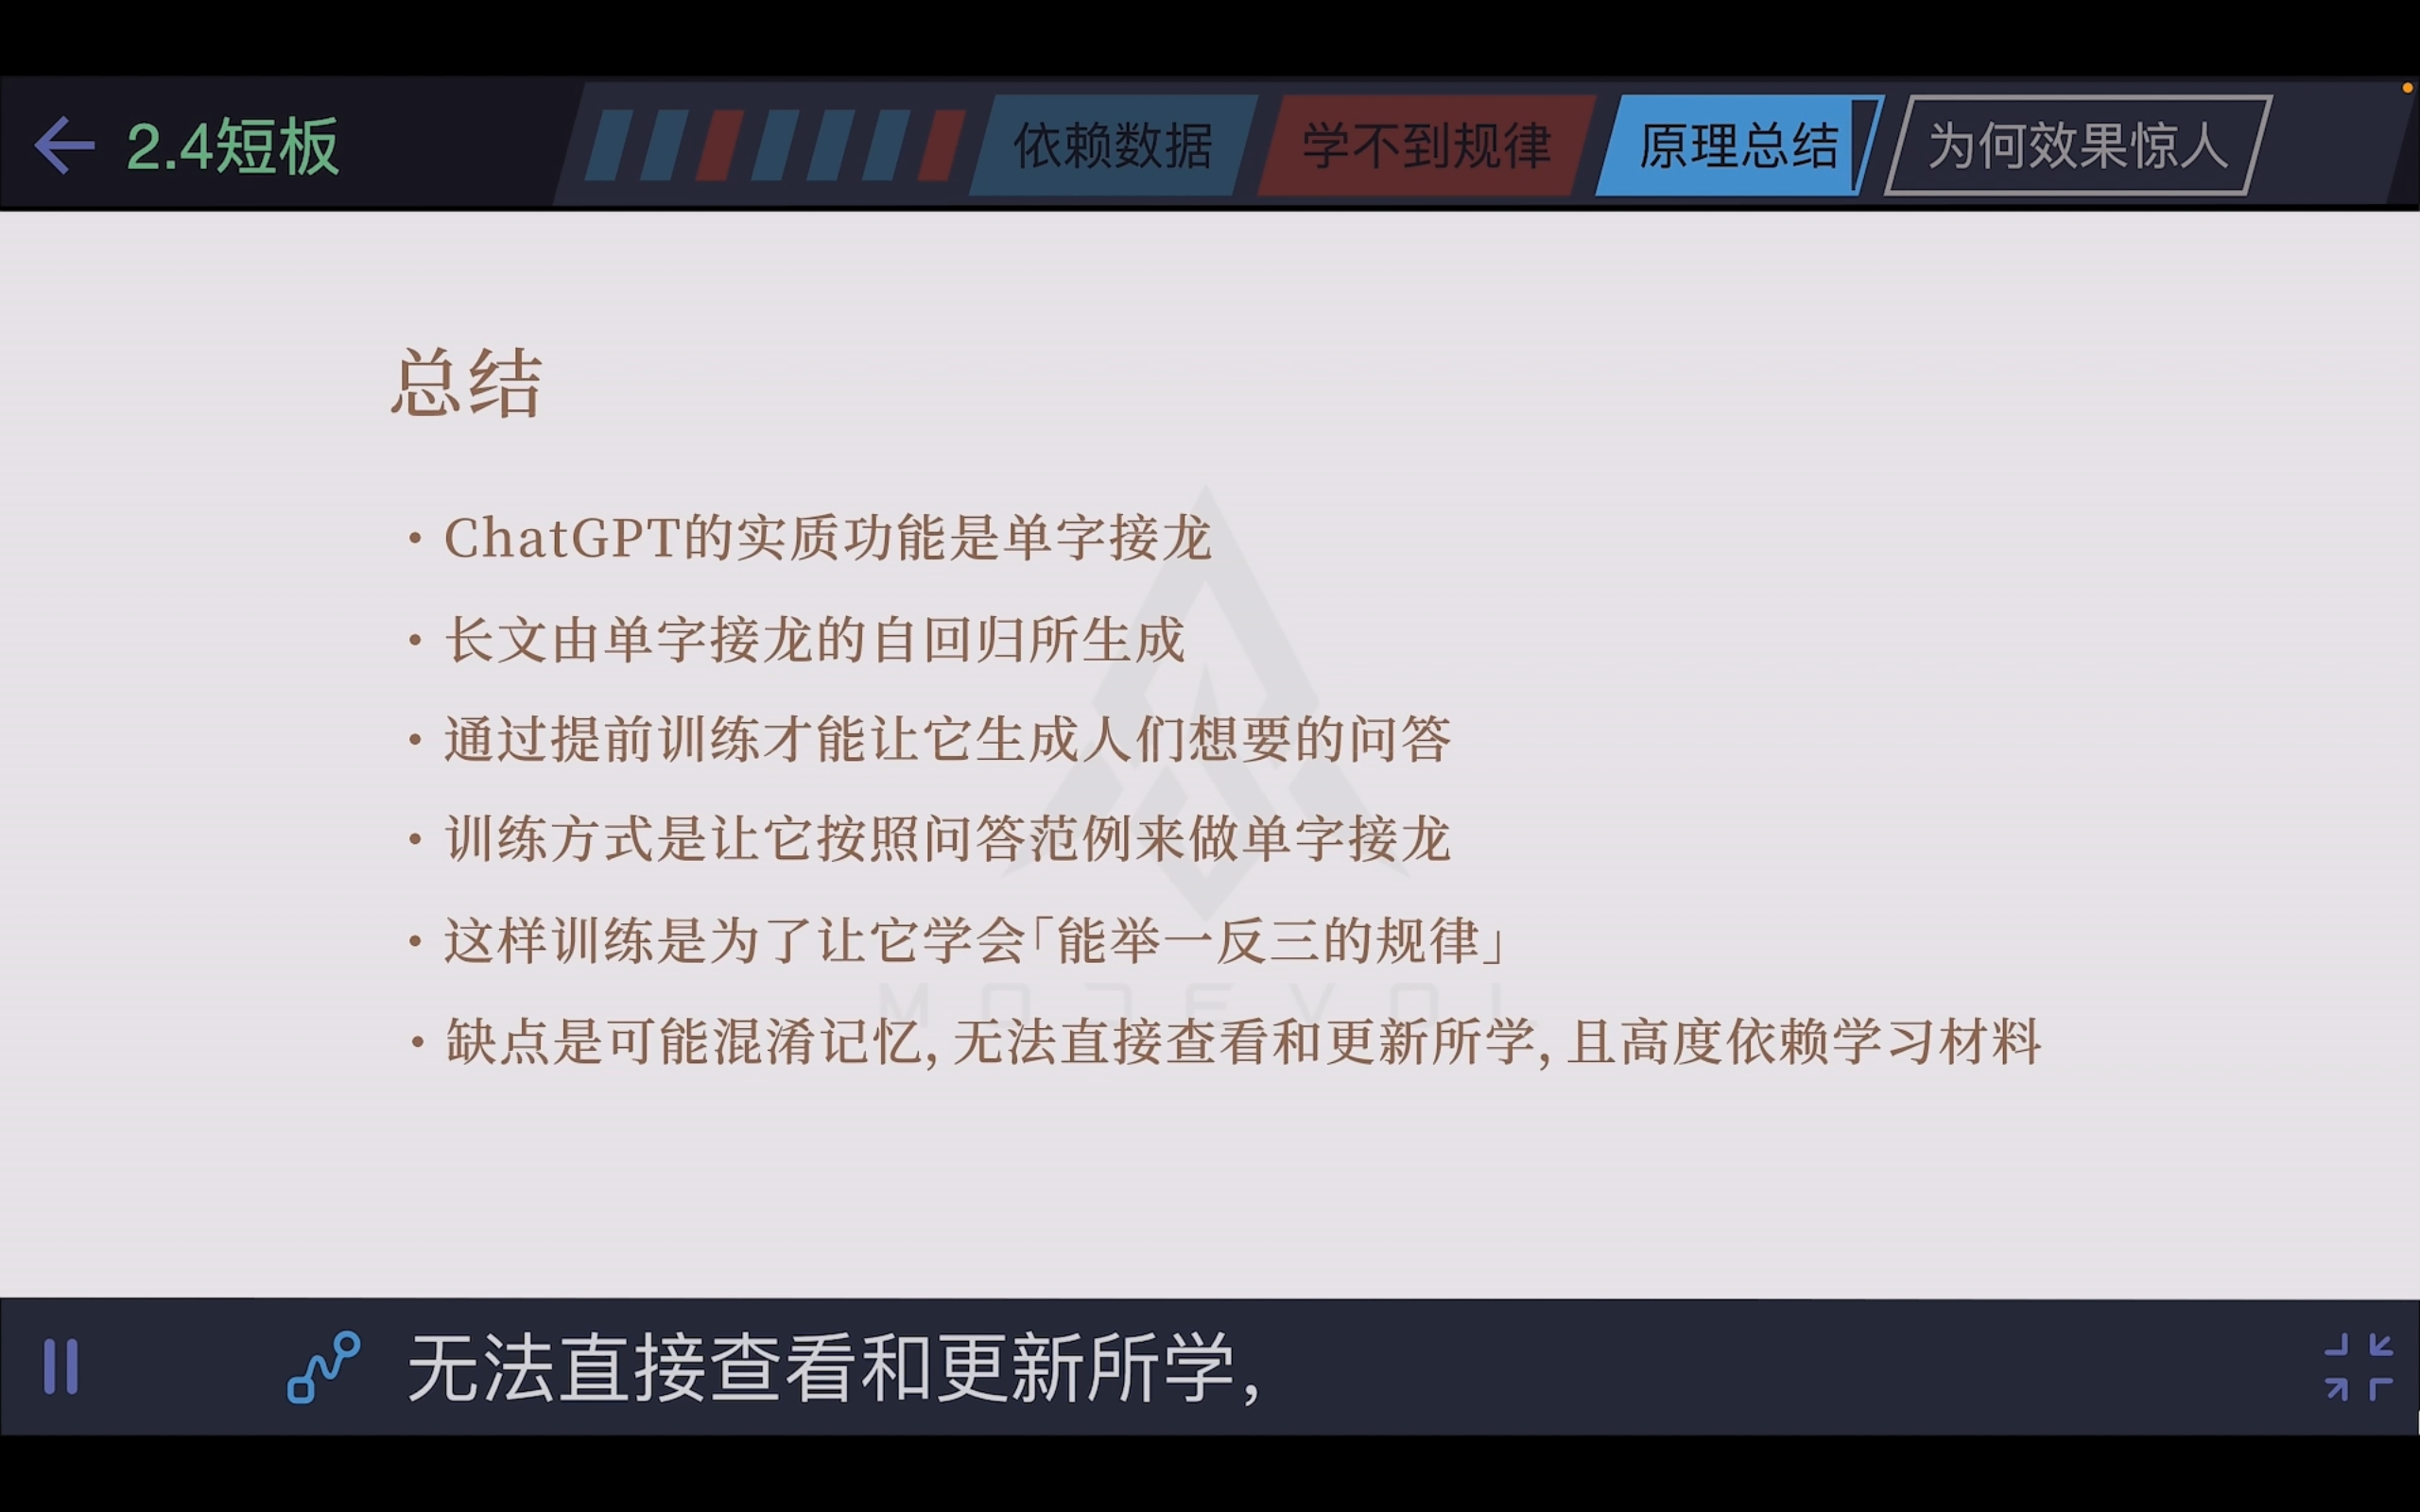 2.4短板
依赖数据
学不到规律
原理总结
为何效果惊人
总结
・ChatGPT的实质功能是单字接龙
・长文由单字接龙的自回归所生成
・通过提前训练才能让它生成人们想要的问答
・训练方式是让它按照问答范例来做单字接龙
・这样训练是为了让它学会「能举一反三的规律」
・缺点是可能混淆记忆, 无法直接查看和更新所学, 且高度依赖学习材料
MODEVOL
无法直接查看和更新所学,